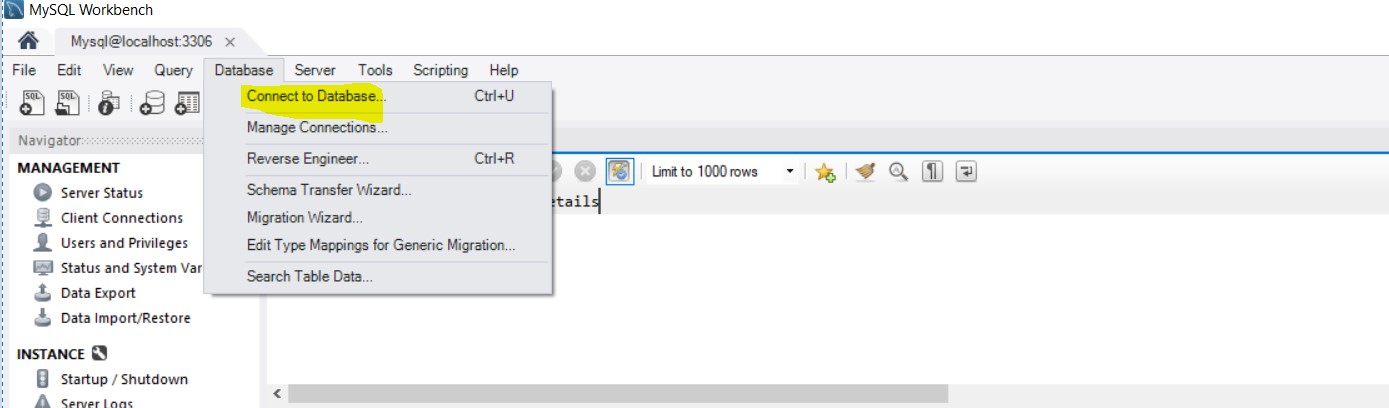 MySQL Workbench
Mysql@localhost:3306
File Edit View Query Database Server Tools Scripting Help
SQL SQL
Connect to Database... Ctrl+U
Manage Connections...
Reverse Engineer... Ctrl+R
Schema Transfer Wizard...
Migration Wizard...
Edit Type Mappings for Generic Migration...
Search Table Data...
Limit to 1000 rows
etails
Navigator
MANAGEMENT
Server Status
Client Connections
Users and Privileges
Status and System Var
Data Export
Data Import/Restore
INSTANCE
Startup / Shutdown
Server Logs